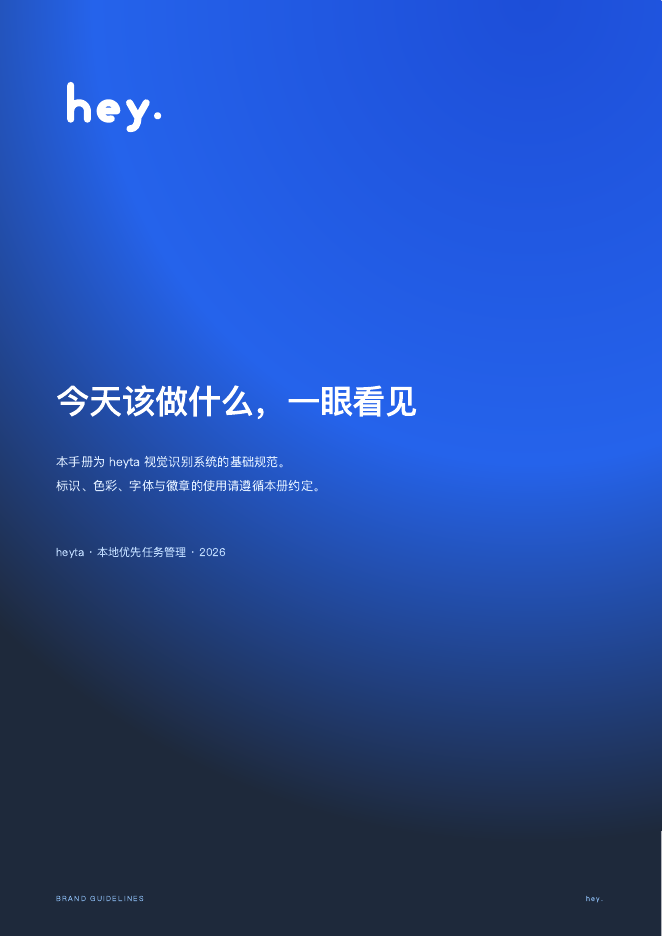 hey.
今天该做什么，一眼看见
本手册为 heyta 视觉识别系统的基础规范。
标识、色彩、字体与徽章的使用请遵循本册约定。
heyta · 本地优先任务管理 · 2026
BRAND GUIDELINES
hey.